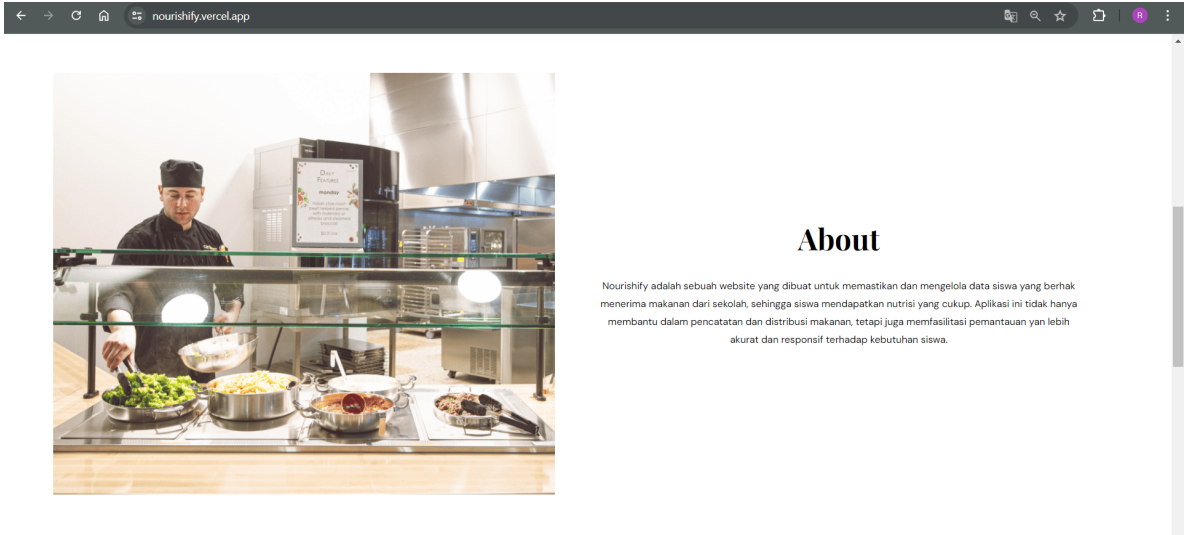 nourishify.vercel.app
R
DAILY
FEATURES
monday
About
Nourishify adalah sebuah website yang dibuat untuk memastikan dan mengelola data siswa yang berhak
menerima makanan dari sekolah, sehingga siswa mendapatkan nutrisi yang cukup. Aplikasi ini tidak hanya
membantu dalam pencatatan dan distribusi makanan, tetapi juga memfasilitasi pemantauan yan lebih
akurat dan responsif terhadap kebutuhan siswa.